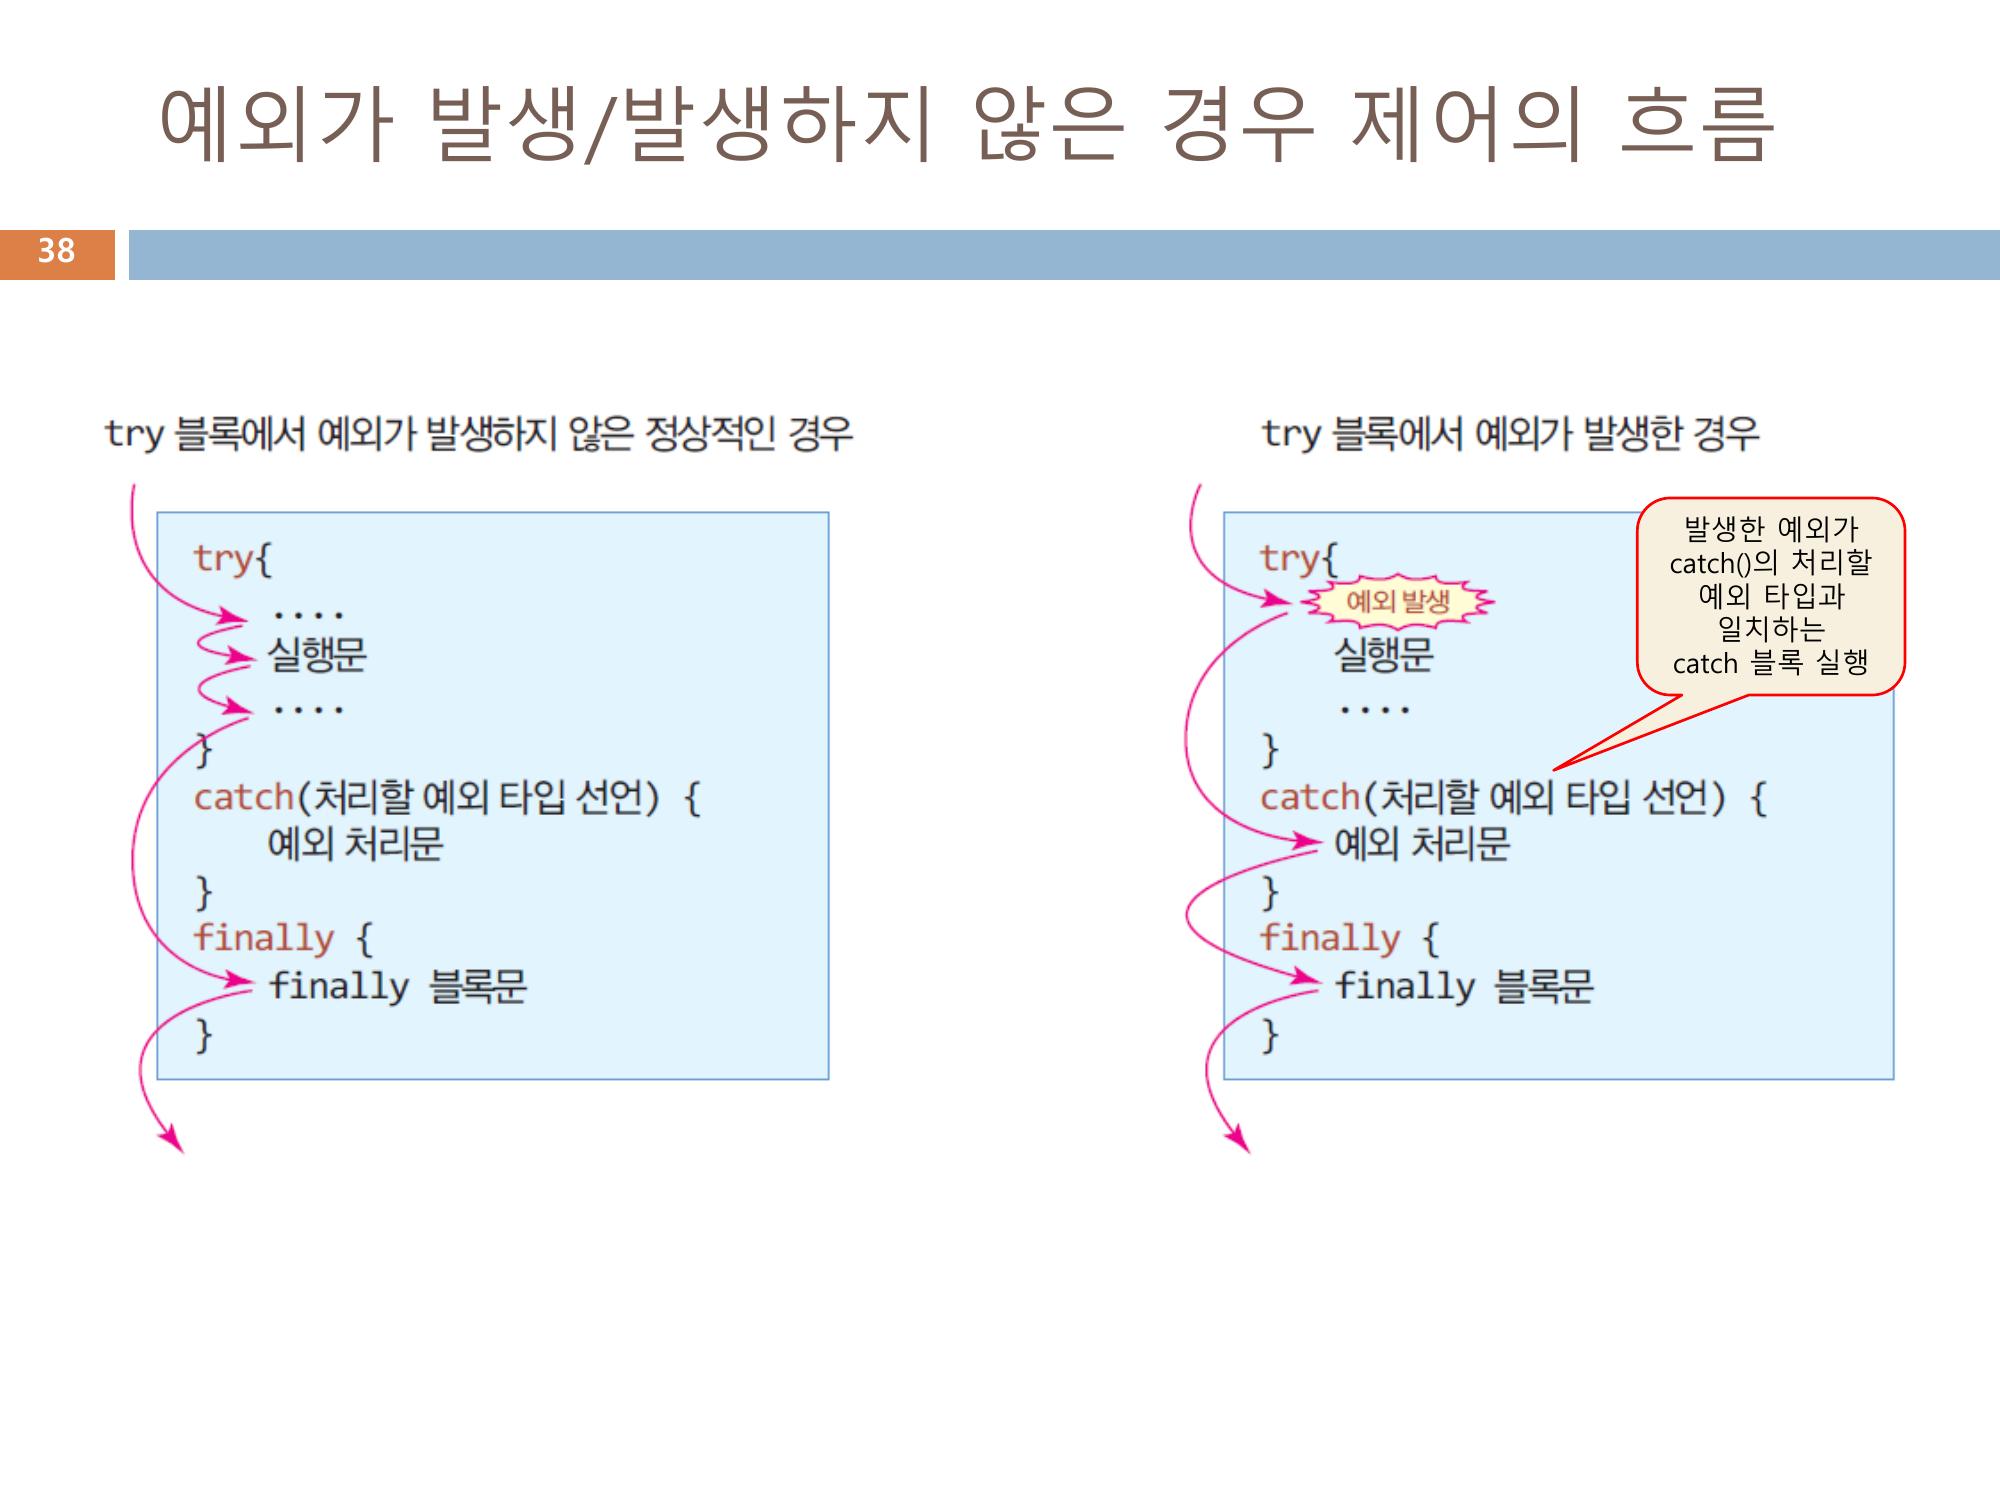 예외가 발생/발생하지 않은 경우 제어의 흐름
38
try 블록에서 예외가 발생하지 않은 정상적인 경우
try{
....
실행문
....
}
catch(처리할 예외 타입 선언) {
예외 처리문
}
finally {
finally 블록문
}
try 블록에서 예외가 발생한 경우
try{
예외 발생
실행문
....
}
catch(처리할 예외 타입 선언) {
예외 처리문
}
finally {
finally 블록문
}
발생한 예외가
catch()의 처리할
예외 타입과
일치하는
catch 블록 실행